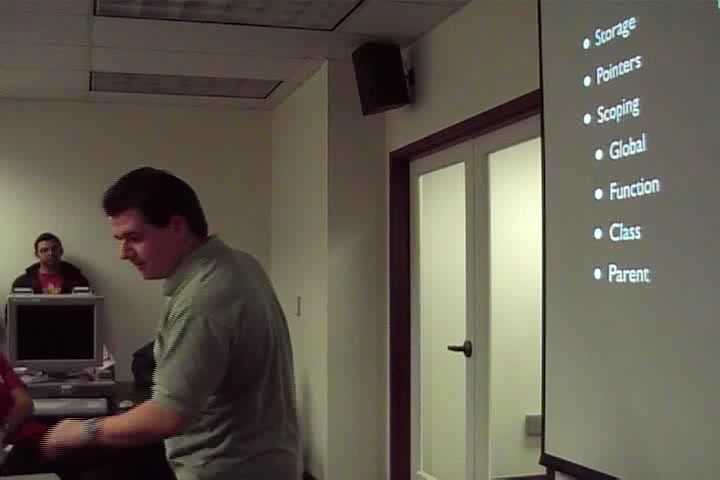 • Storage
• Pointers
• Scoping
• Global
• Function
• Class
• Parent